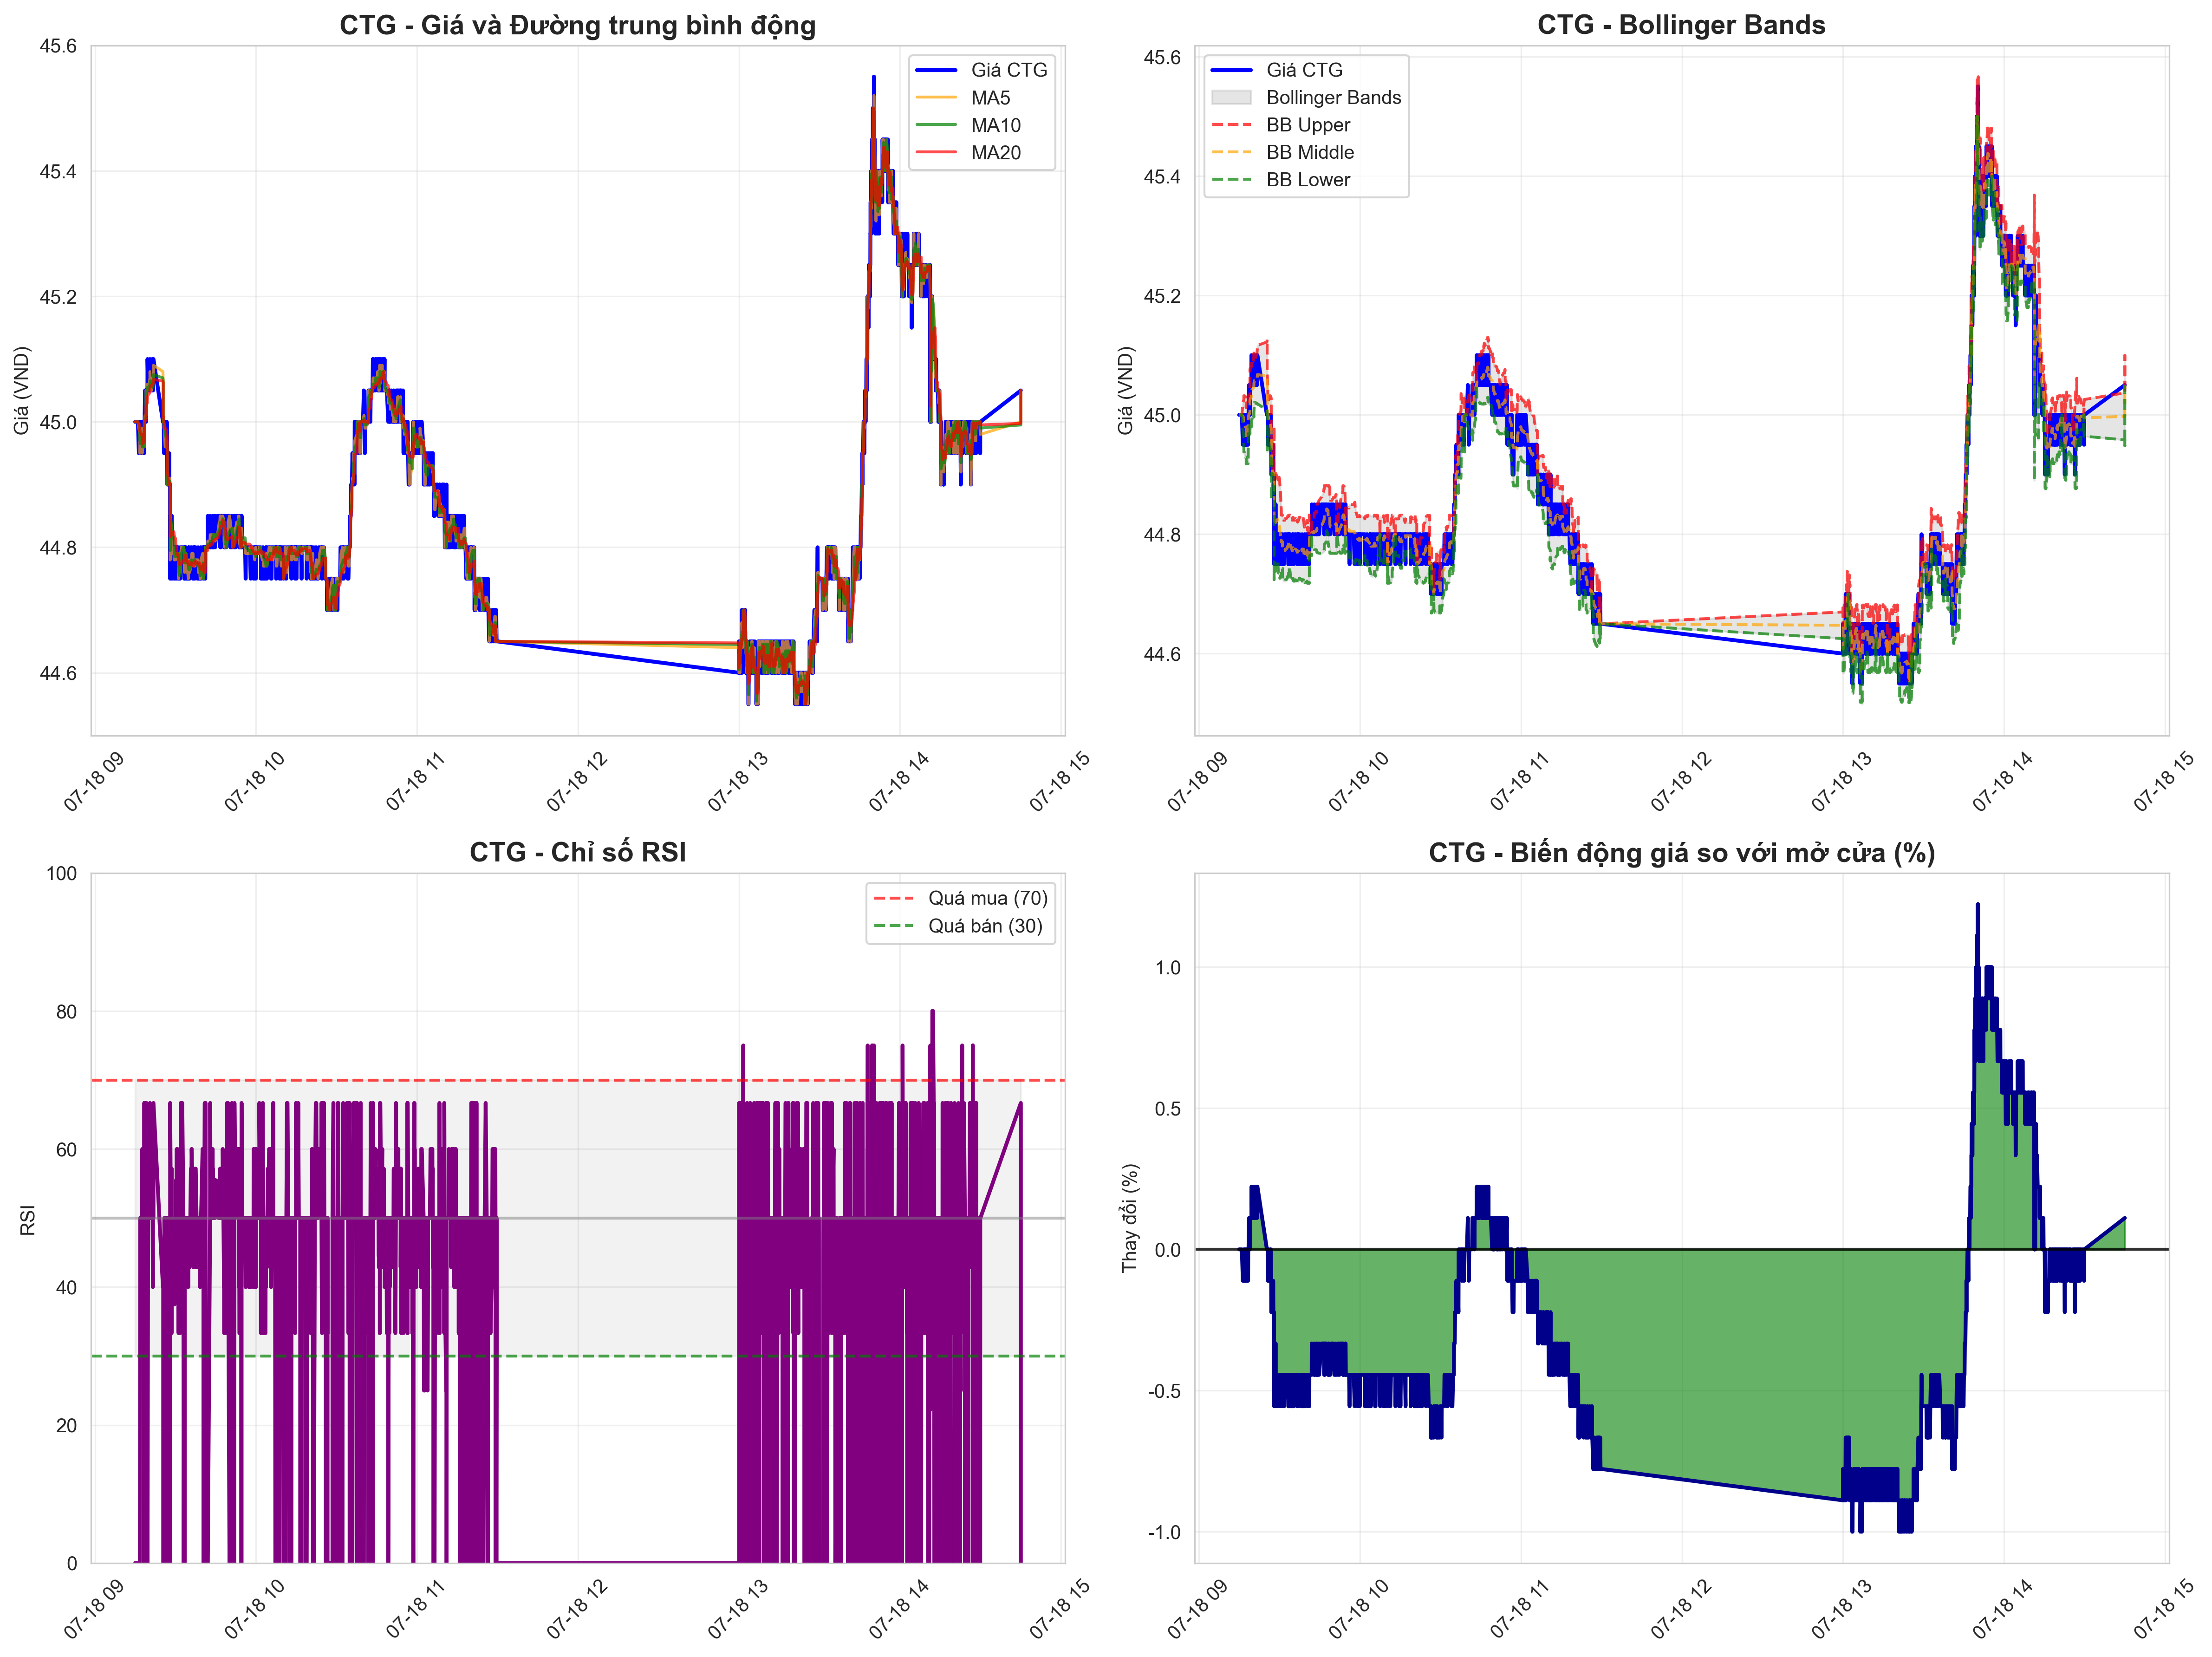 CTG - Giá và Đường trung bình động
Giá (VND)
45.6
45.4
45.2
45.0
44.8
44.6
Giá CTG
MA5
MA10
MA20
07-18 09
07-18 10
07-18 11
07-18 12
07-18 13
07-18 14
07-18 15
CTG - Bollinger Bands
Giá (VND)
45.6
45.4
45.2
45.0
44.8
44.6
Giá CTG
Bollinger Bands
BB Upper
BB Middle
BB Lower
07-18 09
07-18 10
07-18 11
07-18 12
07-18 13
07-18 14
07-18 15
CTG - Chỉ số RSI
RSI
100
80
60
40
20
0
Quá mua (70)
Quá bán (30)
07-18 09
07-18 10
07-18 11
07-18 12
07-18 13
07-18 14
07-18 15
CTG - Biến động giá so với mở cửa (%)
Thay đổi (%)
1.0
0.5
0.0
-0.5
-1.0
07-18 09
07-18 10
07-18 11
07-18 12
07-18 13
07-18 14
07-18 15